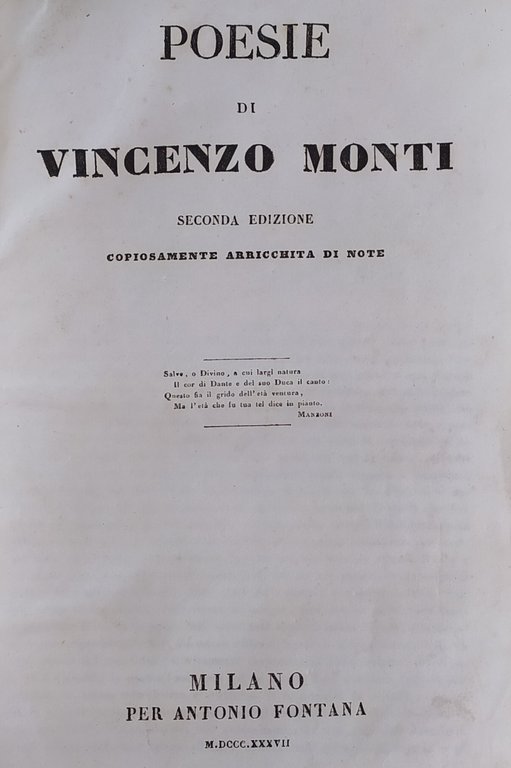 POESIE
DI
VINCENZO MONTI
SECONDA EDIZIONE
COPIOSAMENTE ARRICCHITA DI NOTE
Salve, o Divino, a cui largì natura
Il cor di Dante e del suo Duca il canto:
Questo fia il grido dell'età ventura,
Ma l'età che fu tua tel dice in pianto.
MANZONI
MILANO
PER ANTONIO FONTANA
M.DCCC.XXXVII